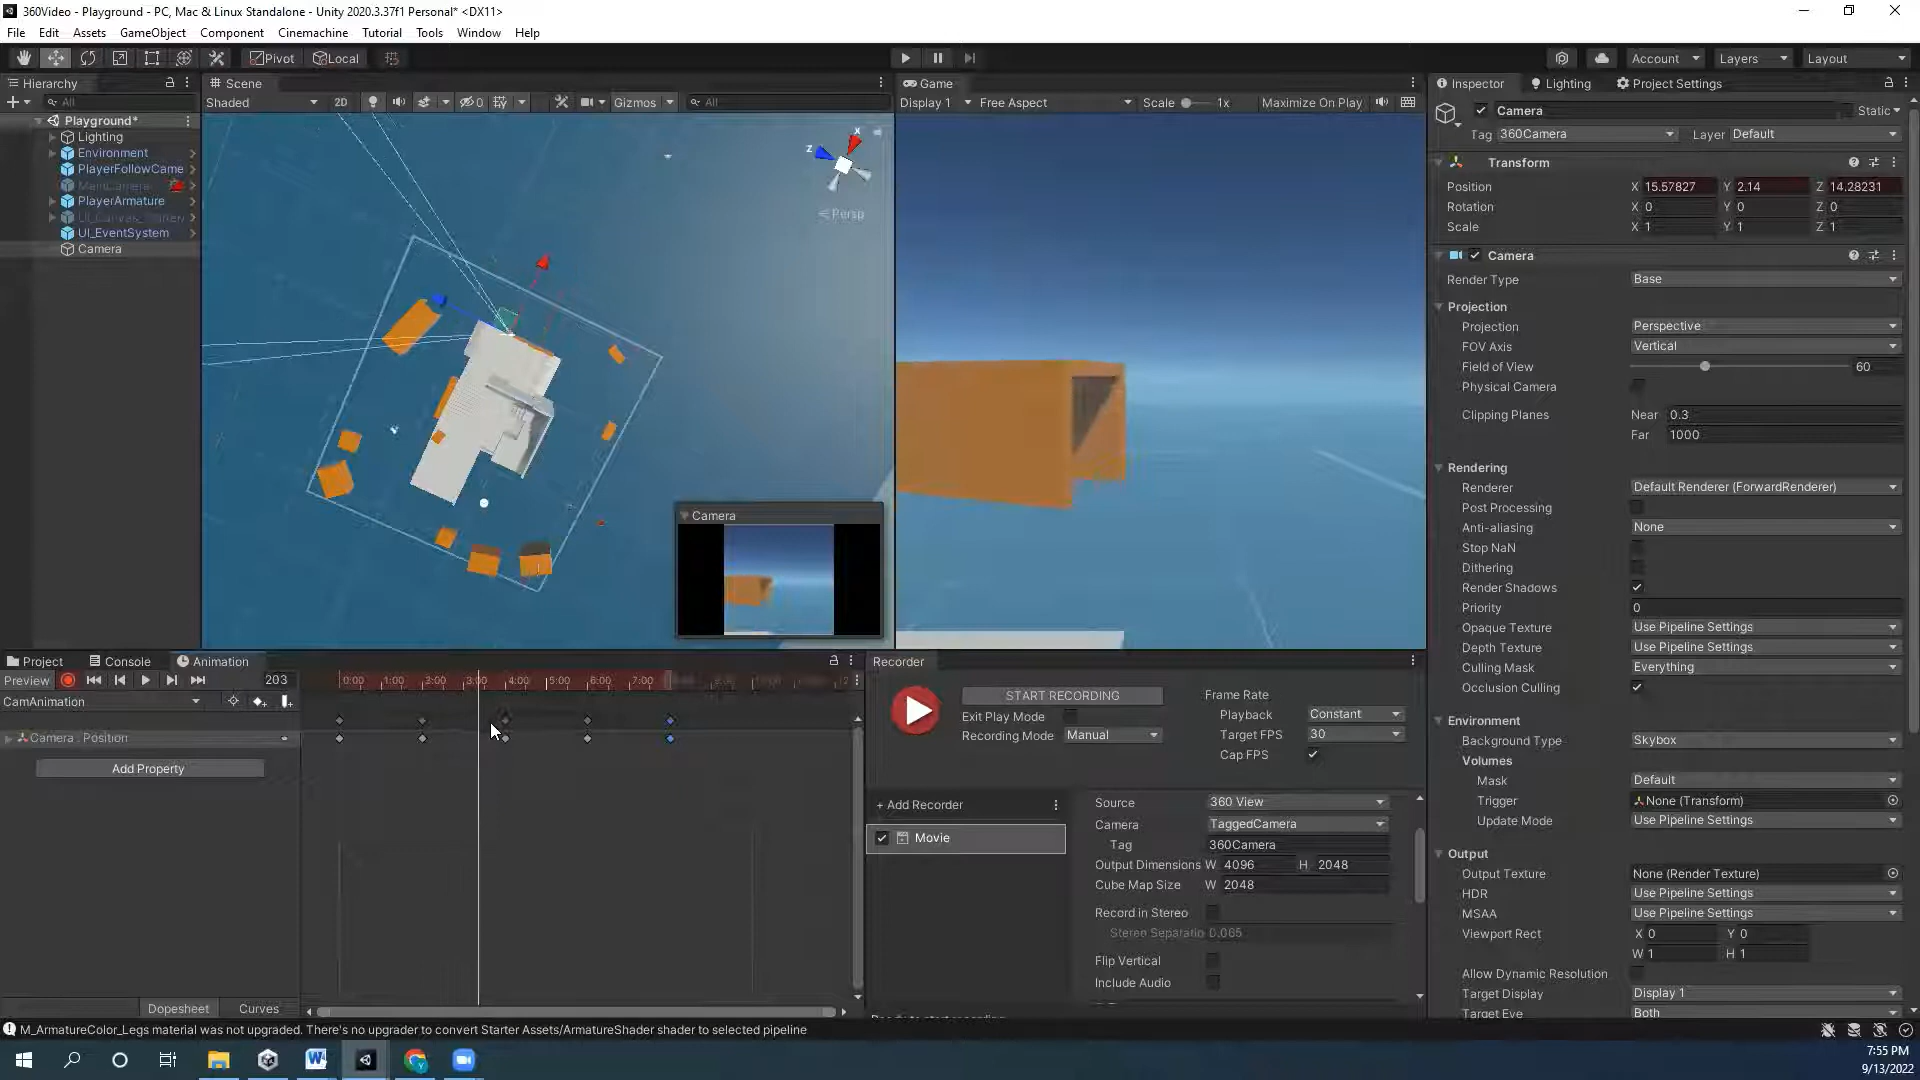 360Video - Playground - PC, Mac & Linux Standalone - Unity 2020.3.37f1 Personal* <DX11>
File Edit Assets GameObject Component Cinemachine Tutorial Tools Window Help
Pivot Local Account Layers Layout
Hierarchy Scene Game Inspector Lighting Project Settings
All Shaded 2D 0 Gizmos All Display 1 Free Aspect Scale 1x Maximize On Play Camera Static
Tag 360Camera Layer Default
Playground*
Lighting
Environment
PlayerFollowCame
MainCamera
PlayerArmature
UI_EventSystem
Camera
x
z
Persp
Camera
Transform
Position X 15.57827 Y 2.14 Z 14.28231
Rotation X 0 Y 0 Z 0
Scale X 1 Y 1 Z 1
Camera
Render Type Base
Projection
Projection Perspective
FOV Axis Vertical
Field of View 60
Physical Camera
Clipping Planes Near 0.3
Far 1000
Rendering
Renderer Default Renderer (ForwardRenderer)
Post Processing
Anti-aliasing None
Stop NaN
Dithering
Render Shadows
Priority 0
Opaque Texture Use Pipeline Settings
Depth Texture Use Pipeline Settings
Culling Mask Everything
Occlusion Culling
Environment
Background Type Skybox
Volumes
Mask Default
Trigger None (Transform)
Update Mode Use Pipeline Settings
Output
Output Texture None (Render Texture)
HDR Use Pipeline Settings
MSAA Use Pipeline Settings
Viewport Rect X 0 Y 0
W 1 H 1
Allow Dynamic Resolution
Target Display Display 1
Target Eye Both
Project Console Animation
Preview 203 0:00 1:00 2:00 3:00 4:00 5:00 6:00 7:00
CamAnimation
Camera : Position
Add Property
Dopesheet Curves
Recorder
START RECORDING
Exit Play Mode
Recording Mode Manual
Frame Rate
Playback Constant
Target FPS 30
Cap FPS
+ Add Recorder
Movie
Source 360 View
Camera TaggedCamera
Tag 360Camera
Output Dimensions W 4096 H 2048
Cube Map Size W 2048
Record in Stereo
Stereo Separatio 0.065
Flip Vertical
Include Audio
M_ArmatureColor_Legs material was not upgraded. There's no upgrader to convert Starter Assets/ArmatureShader shader to selected pipeline
7:55 PM
9/13/2022